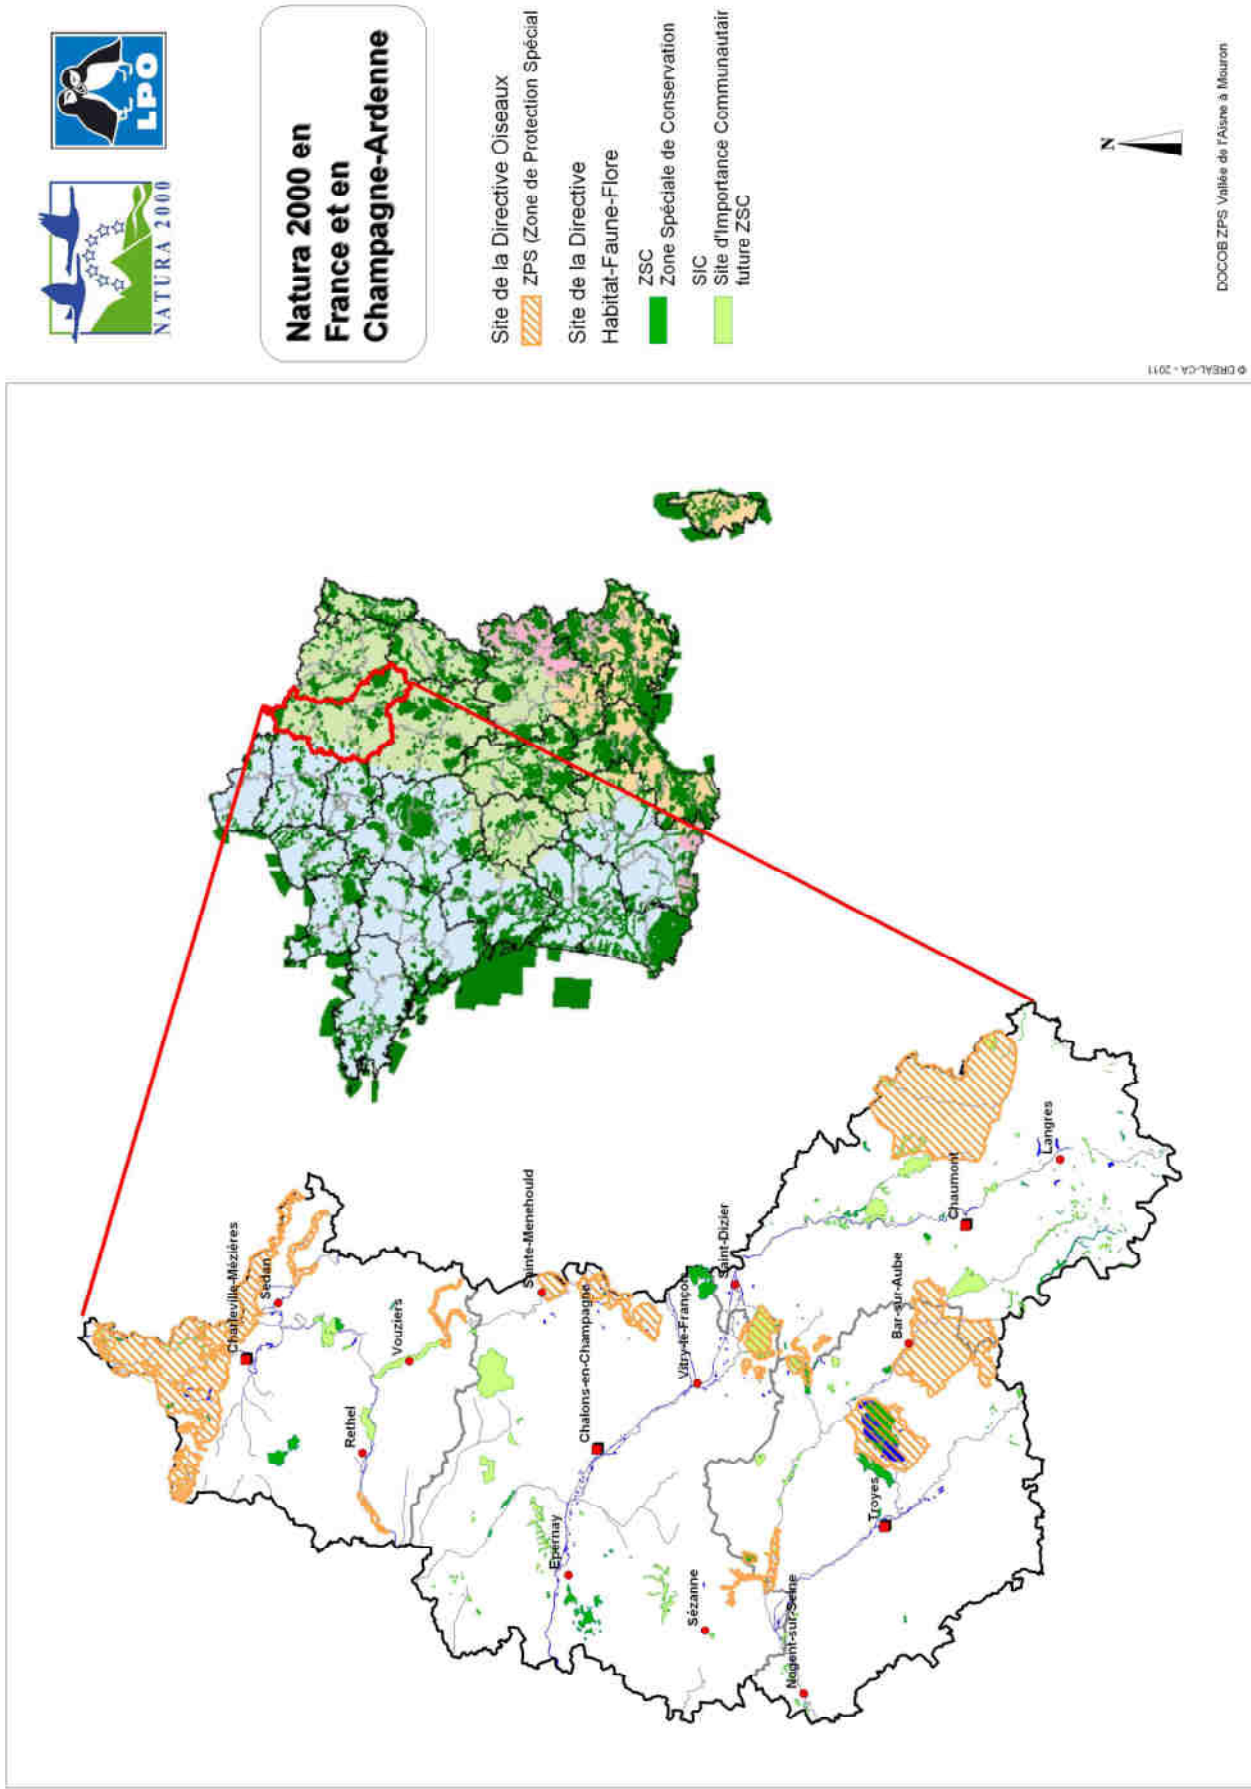 LPO
NATURA 2000
Natura 2000 en
France et en
Champagne-Ardenne
Site de la Directive Oiseaux
ZPS (Zone de Protection Spécial
Site de la Directive
Habitat-Faune-Flore
ZSC
Zone Spéciale de Conservation
SIC
Site d'Importance Communautair
future ZSC
N
DOCOB ZPS Vallée de l'Aisne à Mouron
© DREAL-CA - 2011
Charleville-Mézières
Sedan
Rethel
Vouziers
Sainte-Menehould
Chalons-en-Champagne
Epernay
Vitry-le-François
Saint-Dizier
Sézanne
Nogent-sur-Seine
Troyes
Bar-sur-Aube
Chaumont
Langres